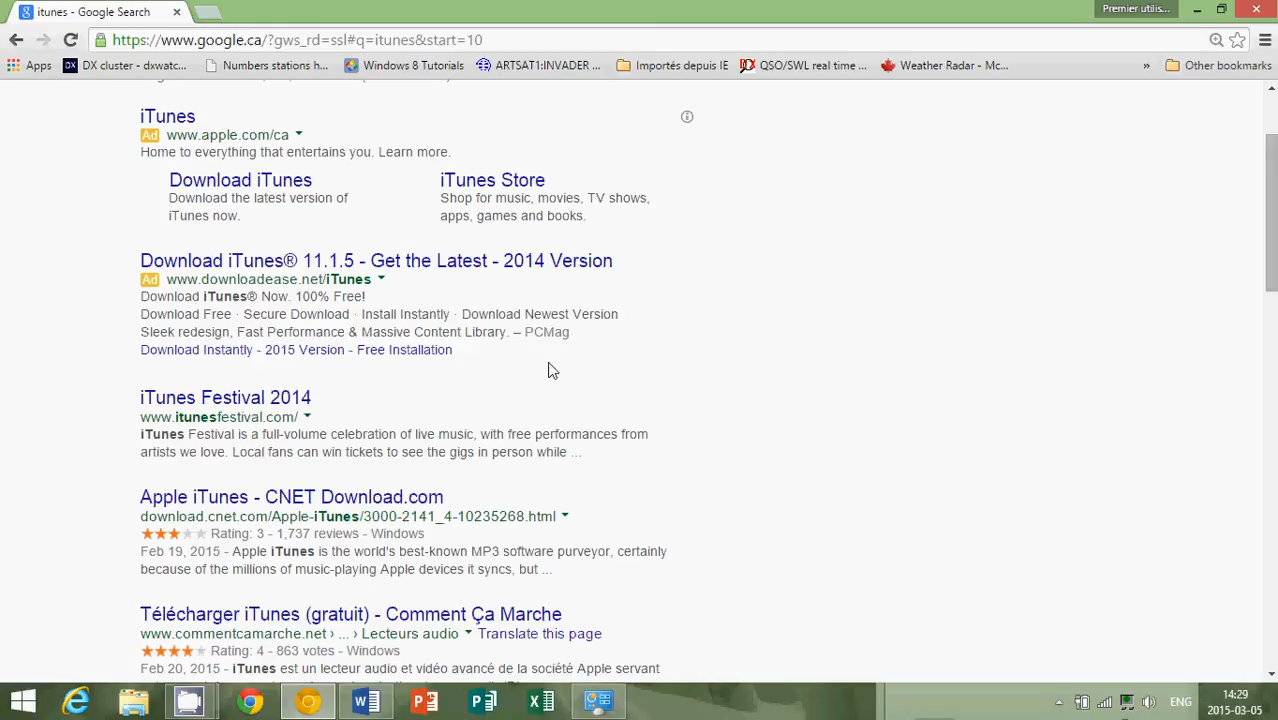 itunes - Google Search
Premier utilis...
https://www.google.ca/?gws_rd=ssl#q=itunes&start=10
Apps
DX cluster - dxwatc...
Numbers stations h...
Windows 8 Tutorials
ARTSAT1:INVADER ...
Importés depuis IE
QSO/SWL real time ...
Weather Radar - Mc...
»
Other bookmarks
iTunes
Ad www.apple.com/ca
Home to everything that entertains you. Learn more.
Download iTunes
Download the latest version of
iTunes now.
iTunes Store
Shop for music, movies, TV shows,
apps, games and books.
Download iTunes® 11.1.5 - Get the Latest - 2014 Version
Ad www.downloadease.net/iTunes
Download iTunes® Now. 100% Free!
Download Free · Secure Download · Install Instantly · Download Newest Version
Sleek redesign, Fast Performance & Massive Content Library. – PCMag
Download Instantly - 2015 Version - Free Installation
iTunes Festival 2014
www.itunesfestival.com/
iTunes Festival is a full-volume celebration of live music, with free performances from
artists we love. Local fans can win tickets to see the gigs in person while ...
Apple iTunes - CNET Download.com
download.cnet.com/Apple-iTunes/3000-2141_4-10235268.html
Rating: 3 - 1,737 reviews - Windows
Feb 19, 2015 - Apple iTunes is the world's best-known MP3 software purveyor, certainly
because of the millions of music-playing Apple devices it syncs, but ...
Télécharger iTunes (gratuit) - Comment Ça Marche
www.commentcamarche.net › ... › Lecteurs audio Translate this page
Rating: 4 - 863 votes - Windows
Feb 20, 2015 - iTunes est un lecteur audio et vidéo avancé de la société Apple servant
ENG
14:29
2015-03-05